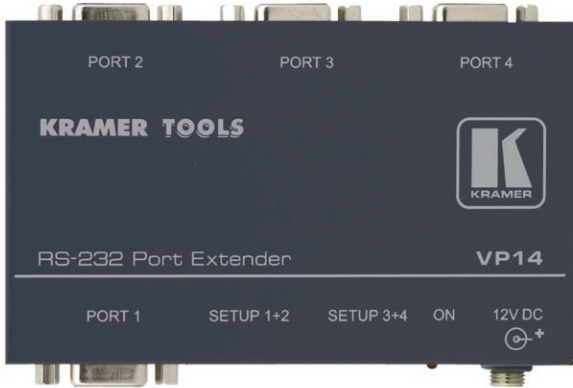 PORT 2 PORT 3 PORT 4
KRAMER TOOLS
KRAMER
RS-232 Port Extender VP14
PORT 1 SETUP 1+2 SETUP 3+4 ON 12V DC
+